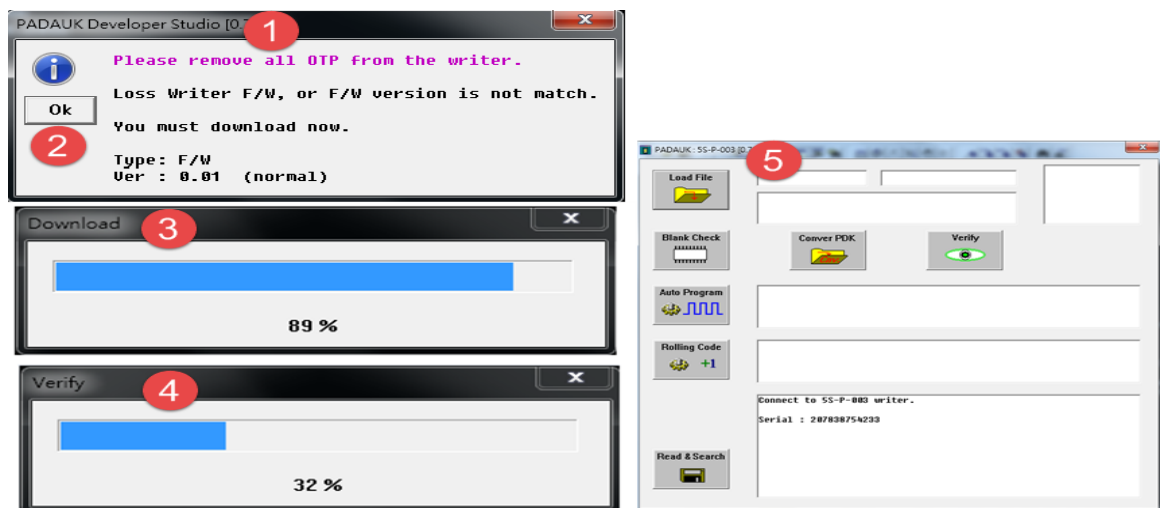 PADAUK Developer Studio [0.
1
Please remove all OTP from the writer.
Loss Writer F/W, or F/W version is not match.
Ok
You must download now.
2
Type: F/W
Ver : 0.01 (normal)
Download
3
89 %
Verify
4
32 %
PADAUK : 5S-P-003 [0.
5
Load File
Blank Check
Conver PDK
Verify
Auto Program
Rolling Code
+1
Connect to 5S-P-003 writer.
Serial : 207838754233
Read & Search